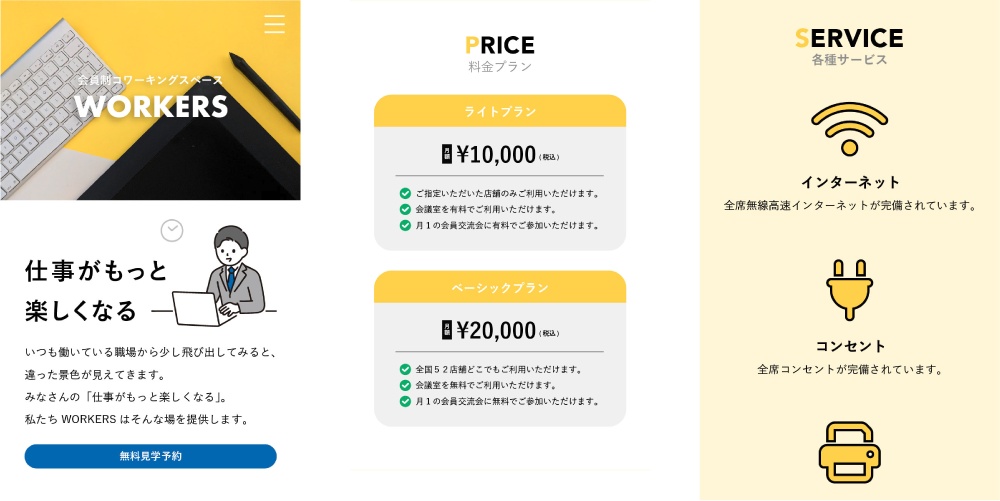 会員制コワーキングスペース
WORKERS
仕事がもっと
楽しくなる
いつも働いている職場から少し飛び出してみると、
違った景色が見えてきます。
みなさんの「仕事がもっと楽しくなる」。
私たち WORKERS はそんな場を提供します。
無料見学予約
PRICE
料金プラン
ライトプラン
月額 ¥10,000 (税込)
ご指定いただいた店舗のみご利用いただけます。
会議室を有料でご利用いただけます。
月１の会員交流会に有料でご参加いただけます。
ベーシックプラン
月額 ¥20,000 (税込)
全国５２店舗どこでもご利用いただけます。
会議室を無料でご利用いただけます。
月１の会員交流会に無料でご参加いただけます。
SERVICE
各種サービス
インターネット
全席無線高速インターネットが完備されています。
コンセント
全席コンセントが完備されています。